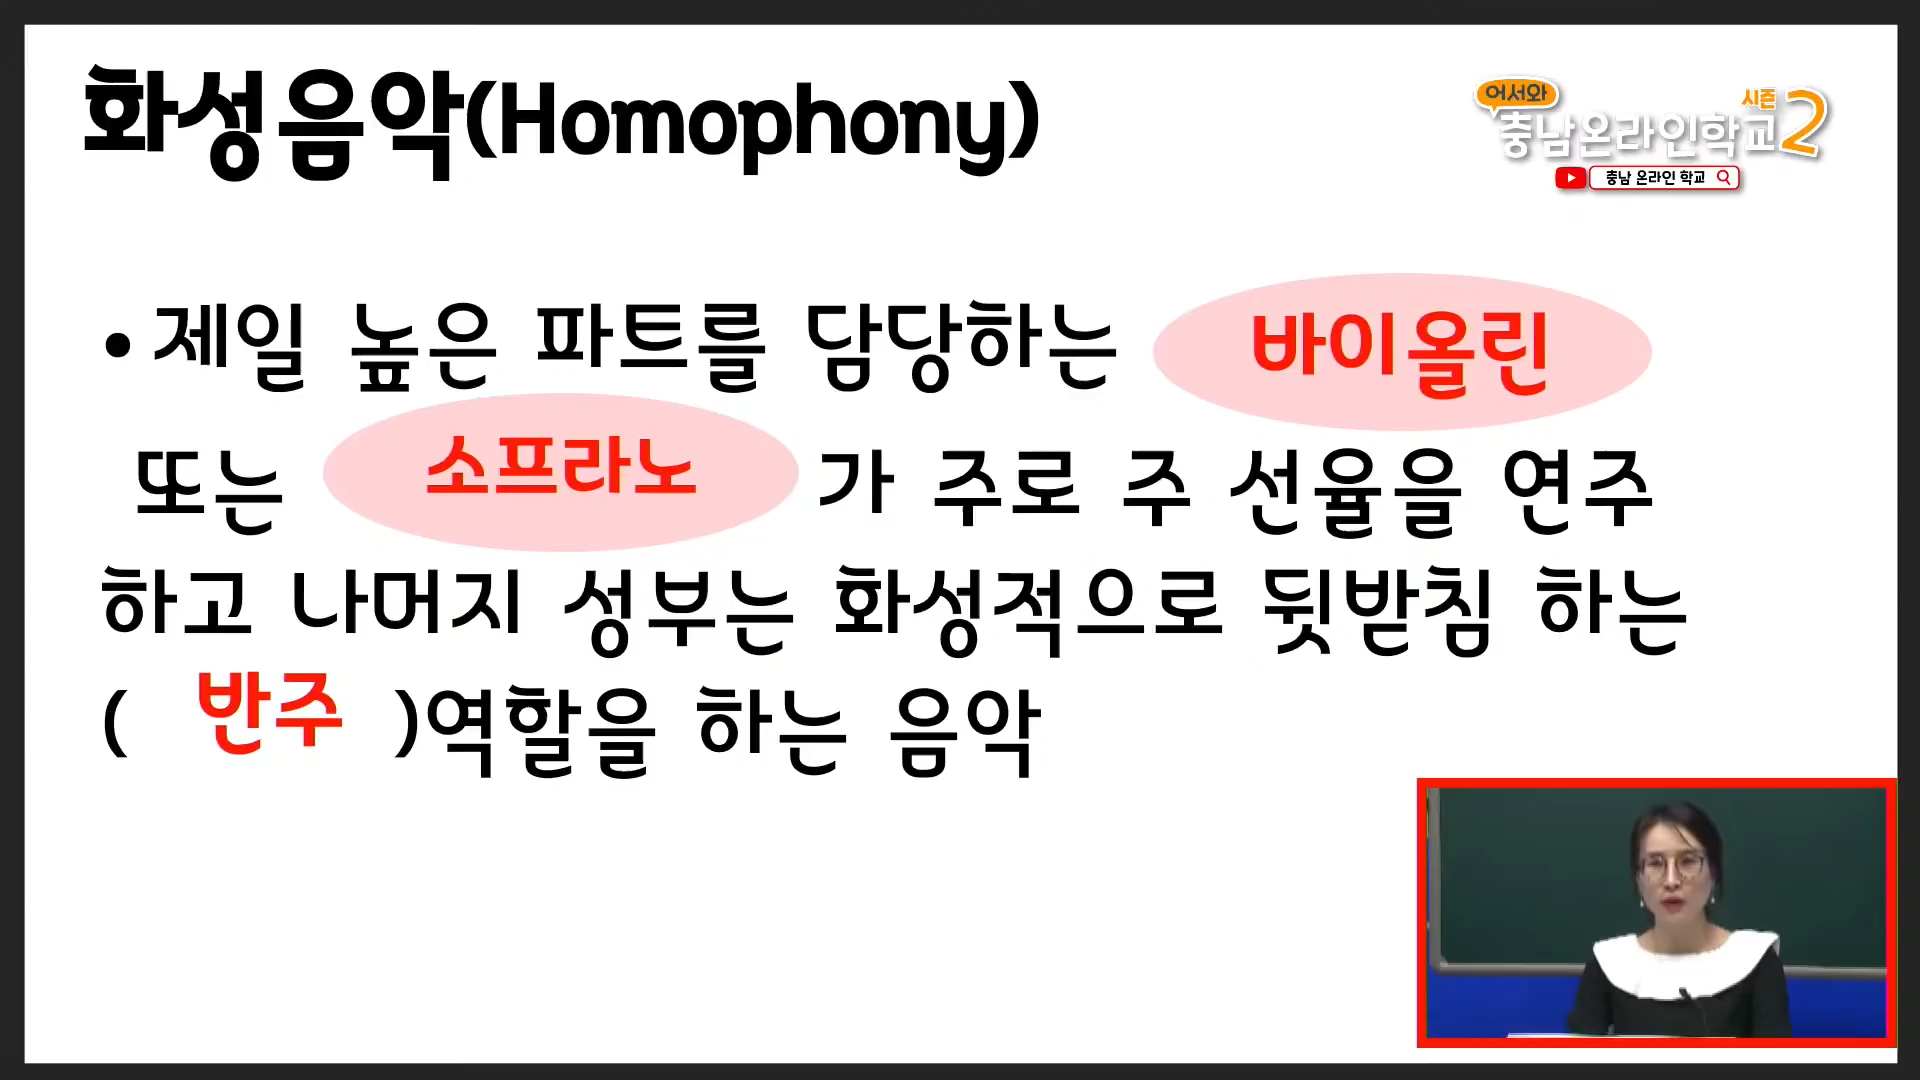 화성음악(Homophony)
어서와
시즌
충남온라인학교2
충남 온라인 학교
• 제일 높은 파트를 담당하는 바이올린
또는 소프라노 가 주로 주 선율을 연주
하고 나머지 성부는 화성적으로 뒷받침 하는
( 반주 )역할을 하는 음악